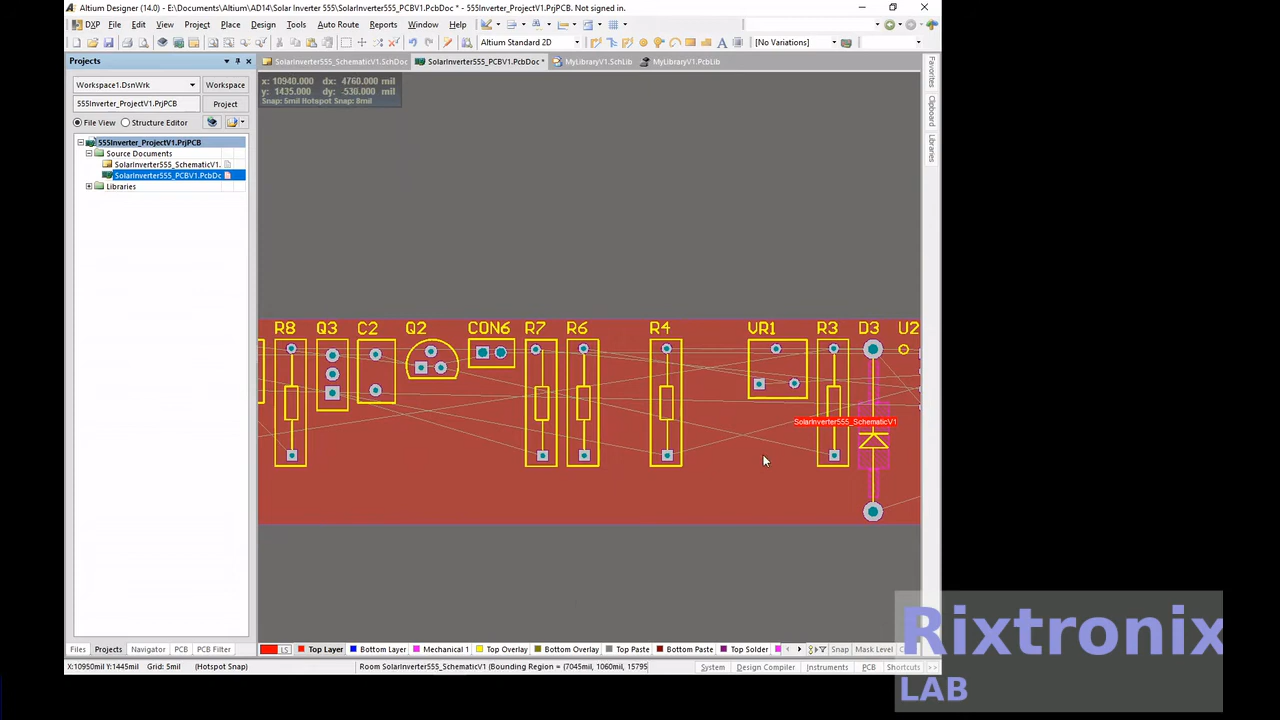 Altium Designer (14.0) - E:\Documents\Altium\AD14\Solar Inverter 555\SolarInverter555_PCBV1.PcbDoc * - 555Inverter_ProjectV1.PrjPCB. Not signed in.
DXP File Edit View Project Place Design Tools Auto Route Reports Window Help
Altium Standard 2D [No Variations]
Projects
SolarInverter555_SchematicV1.SchDoc SolarInverter555_PCBV1.PcbDoc * MyLibraryV1.SchLib MyLibraryV1.PcbLib
Workspace1.DsnWrk Workspace
555Inverter_ProjectV1.PrjPCB Project
File View Structure Editor
555Inverter_ProjectV1.PrjPCB
Source Documents
SolarInverter555_SchematicV1.
SolarInverter555_PCBV1.PcbDoc
Libraries
x: 10940.000 dx: 4760.000 mil
y: 1435.000 dy: -530.000 mil
Snap: 5mil Hotspot Snap: 8mil
Favorites
Clipboard
Libraries
R8 Q3 C2 Q2 CON6 R7 R6 R4 VR1 R3 D3 U2
SolarInverter555_SchematicV1
Files Projects Navigator PCB PCB Filter
LS Top Layer Bottom Layer Mechanical 1 Top Overlay Bottom Overlay Top Paste Bottom Paste Top Solder Snap Mask Level
X:10950mil Y:1445mil Grid: 5mil (Hotspot Snap) Room SolarInverter555_SchematicV1 (Bounding Region = (7045mil, 1060mil, 15795
System Design Compiler Instruments PCB Shortcuts >>
Rixtronix
LAB